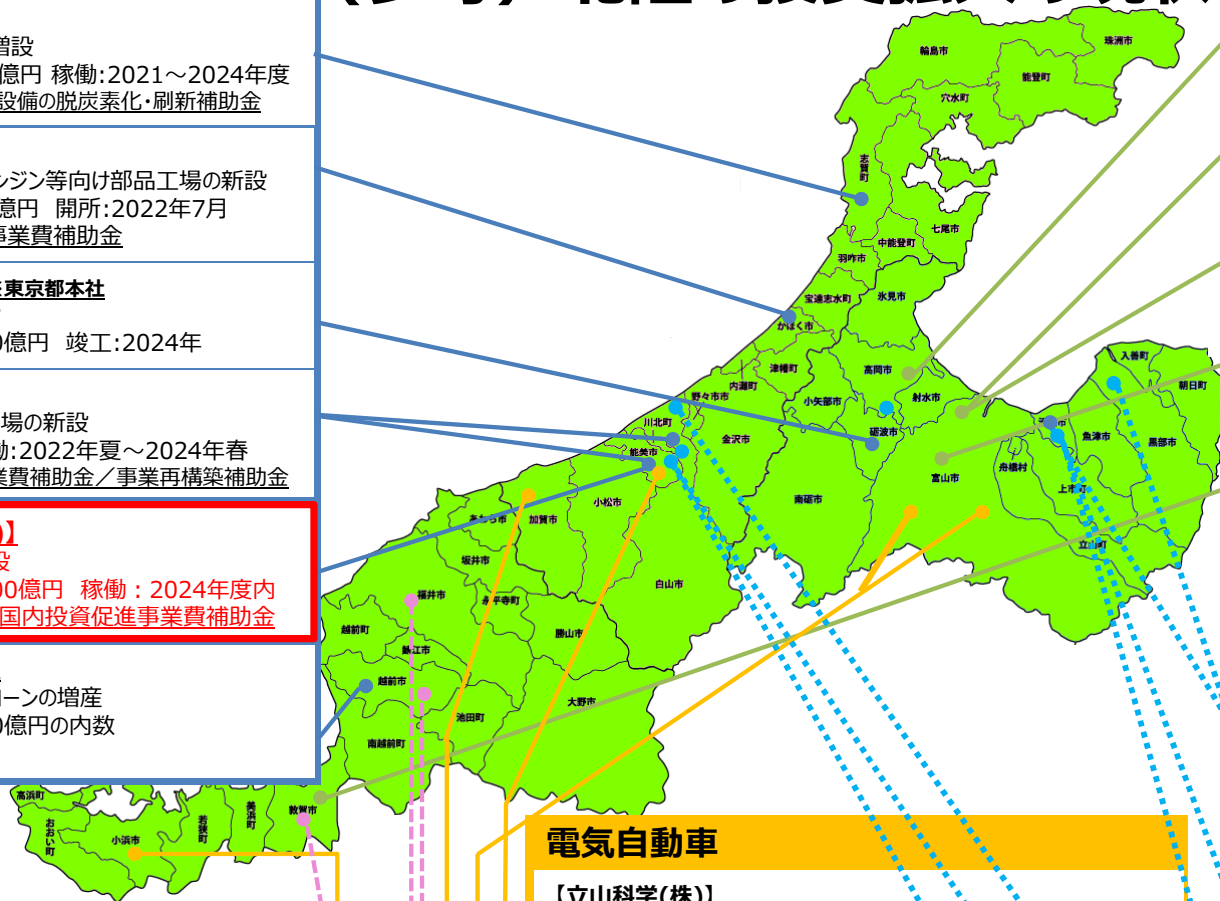 増設
億円 稼働:2021～2024年度
設備の脱炭素化・刷新補助金
ンジン等向け部品工場の新設
億円 開所:2022年7月
事業費補助金
東京都本社
0億円 竣工:2024年
場の新設
働:2022年夏～2024年春
業費補助金／事業再構築補助金
)】
設
00億円 稼働：2024年度内
国内投資促進事業費補助金
ローンの増産
0億円の内数
輪島市
珠洲市
能登町
穴水町
志賀町
七尾市
中能登町
羽咋市
宝達志水町
氷見市
かほく市
津幡町
高岡市
入善町
朝日町
内灘町
野々市市
小矢部市
射水市
川北町
砺波市
金沢市
能美市
魚津市
黒部市
舟橋村
富山市
上市町
南砺市
小松市
あわら市
加賀市
立山町
坂井市
白山市
福井市
永平寺町
越前町
勝山市
鯖江市
越前市
池田町
大野市
南越前町
高浜町
おおい町
小浜市
若狭町
美浜町
敦賀市
電気自動車
【立山科学(株)】